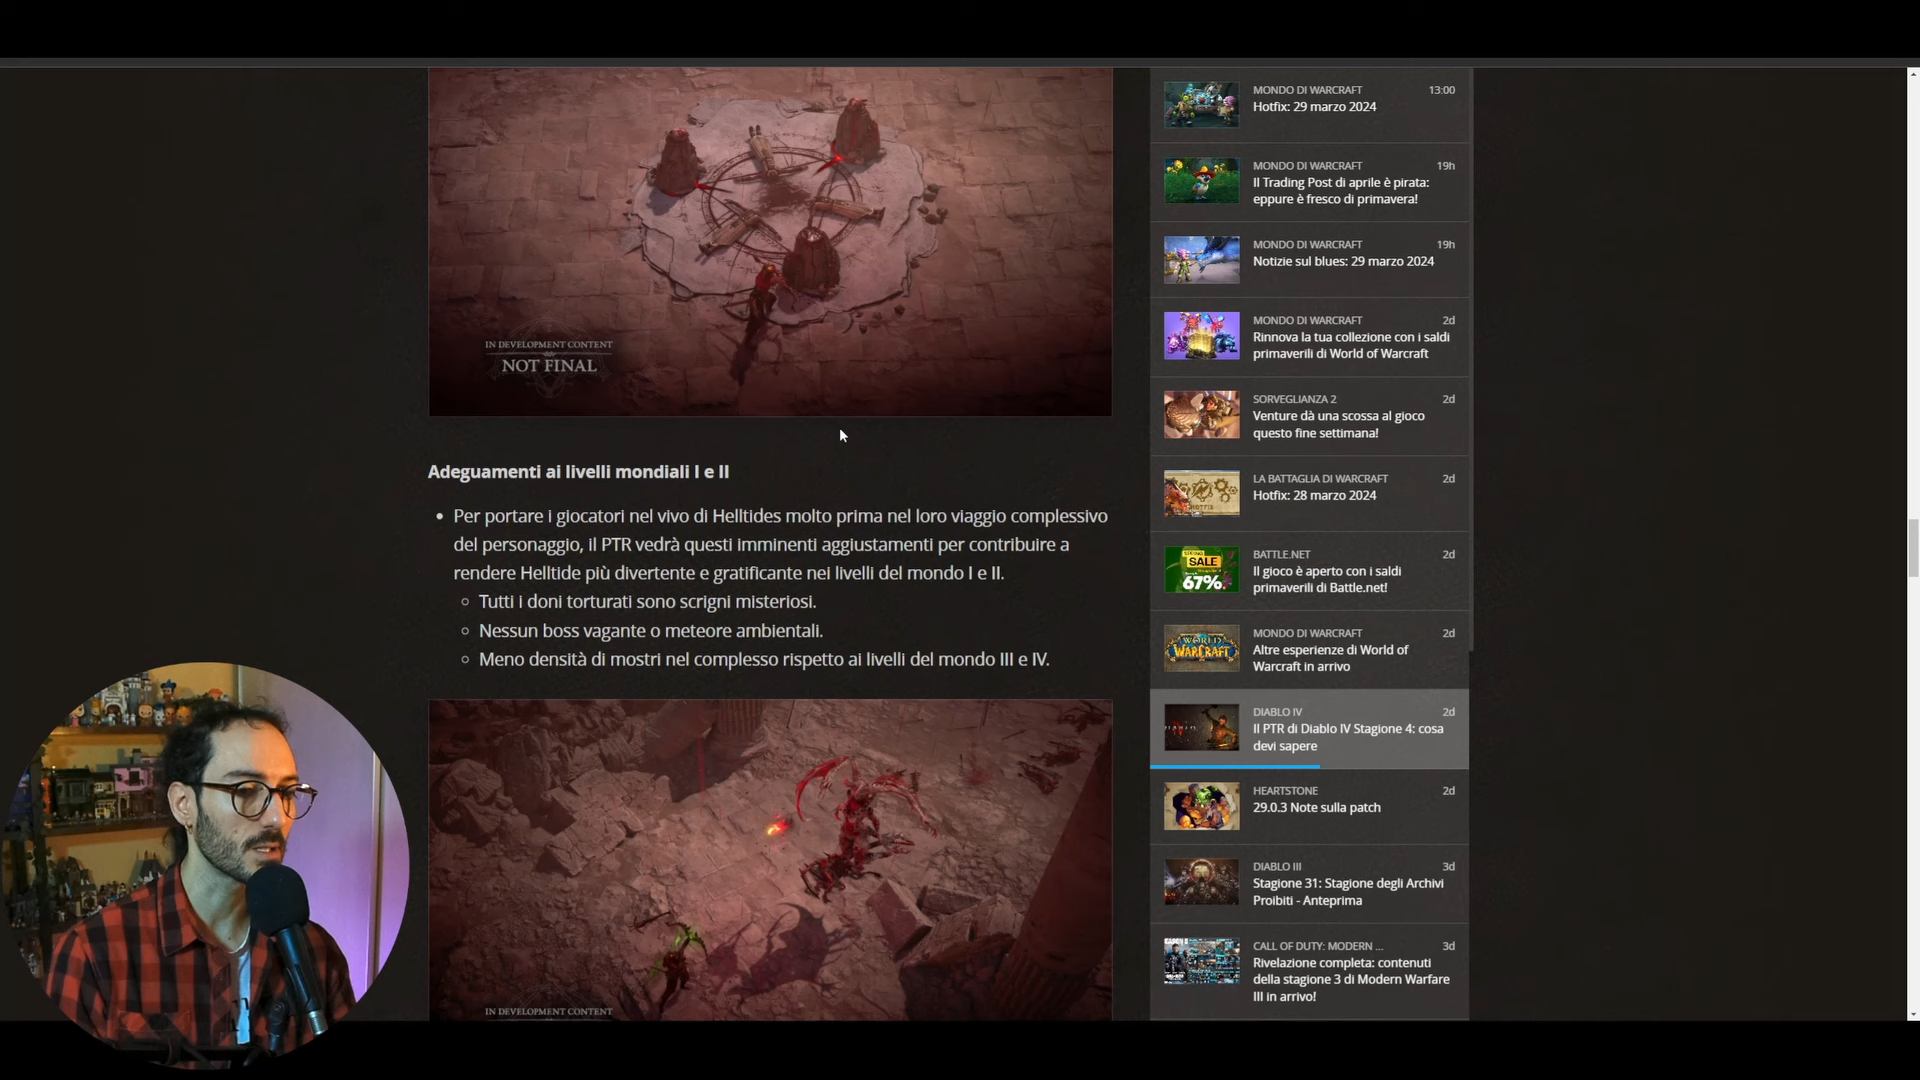 IN DEVELOPMENT CONTENT
NOT FINAL
Adeguamenti ai livelli mondiali I e II
Per portare i giocatori nel vivo di Helltides molto prima nel loro viaggio complessivo
del personaggio, il PTR vedrà questi imminenti aggiustamenti per contribuire a
rendere Helltide più divertente e gratificante nei livelli del mondo I e II.
Tutti i doni torturati sono scrigni misteriosi.
Nessun boss vagante o meteore ambientali.
Meno densità di mostri nel complesso rispetto ai livelli del mondo III e IV.
IN DEVELOPMENT CONTENT
MONDO DI WARCRAFT 13:00
Hotfix: 29 marzo 2024
MONDO DI WARCRAFT 19h
Il Trading Post di aprile è pirata:
eppure è fresco di primavera!
MONDO DI WARCRAFT 19h
Notizie sul blues: 29 marzo 2024
MONDO DI WARCRAFT 2d
Rinnova la tua collezione con i saldi
primaverili di World of Warcraft
SORVEGLIANZA 2 2d
Venture dà una scossa al gioco
questo fine settimana!
LA BATTAGLIA DI WARCRAFT 2d
Hotfix: 28 marzo 2024
HOTFIX
BATTLE.NET 2d
Il gioco è aperto con i saldi
primaverili di Battle.net!
SALE
67%
MONDO DI WARCRAFT 2d
Altre esperienze di World of
Warcraft in arrivo
WORLD
WARCRAFT
DIABLO IV 2d
Il PTR di Diablo IV Stagione 4: cosa
devi sapere
HEARTSTONE 2d
29.0.3 Note sulla patch
DIABLO III 3d
Stagione 31: Stagione degli Archivi
Proibiti - Anteprima
CALL OF DUTY: MODERN ... 3d
Rivelazione completa: contenuti
della stagione 3 di Modern Warfare
III in arrivo!